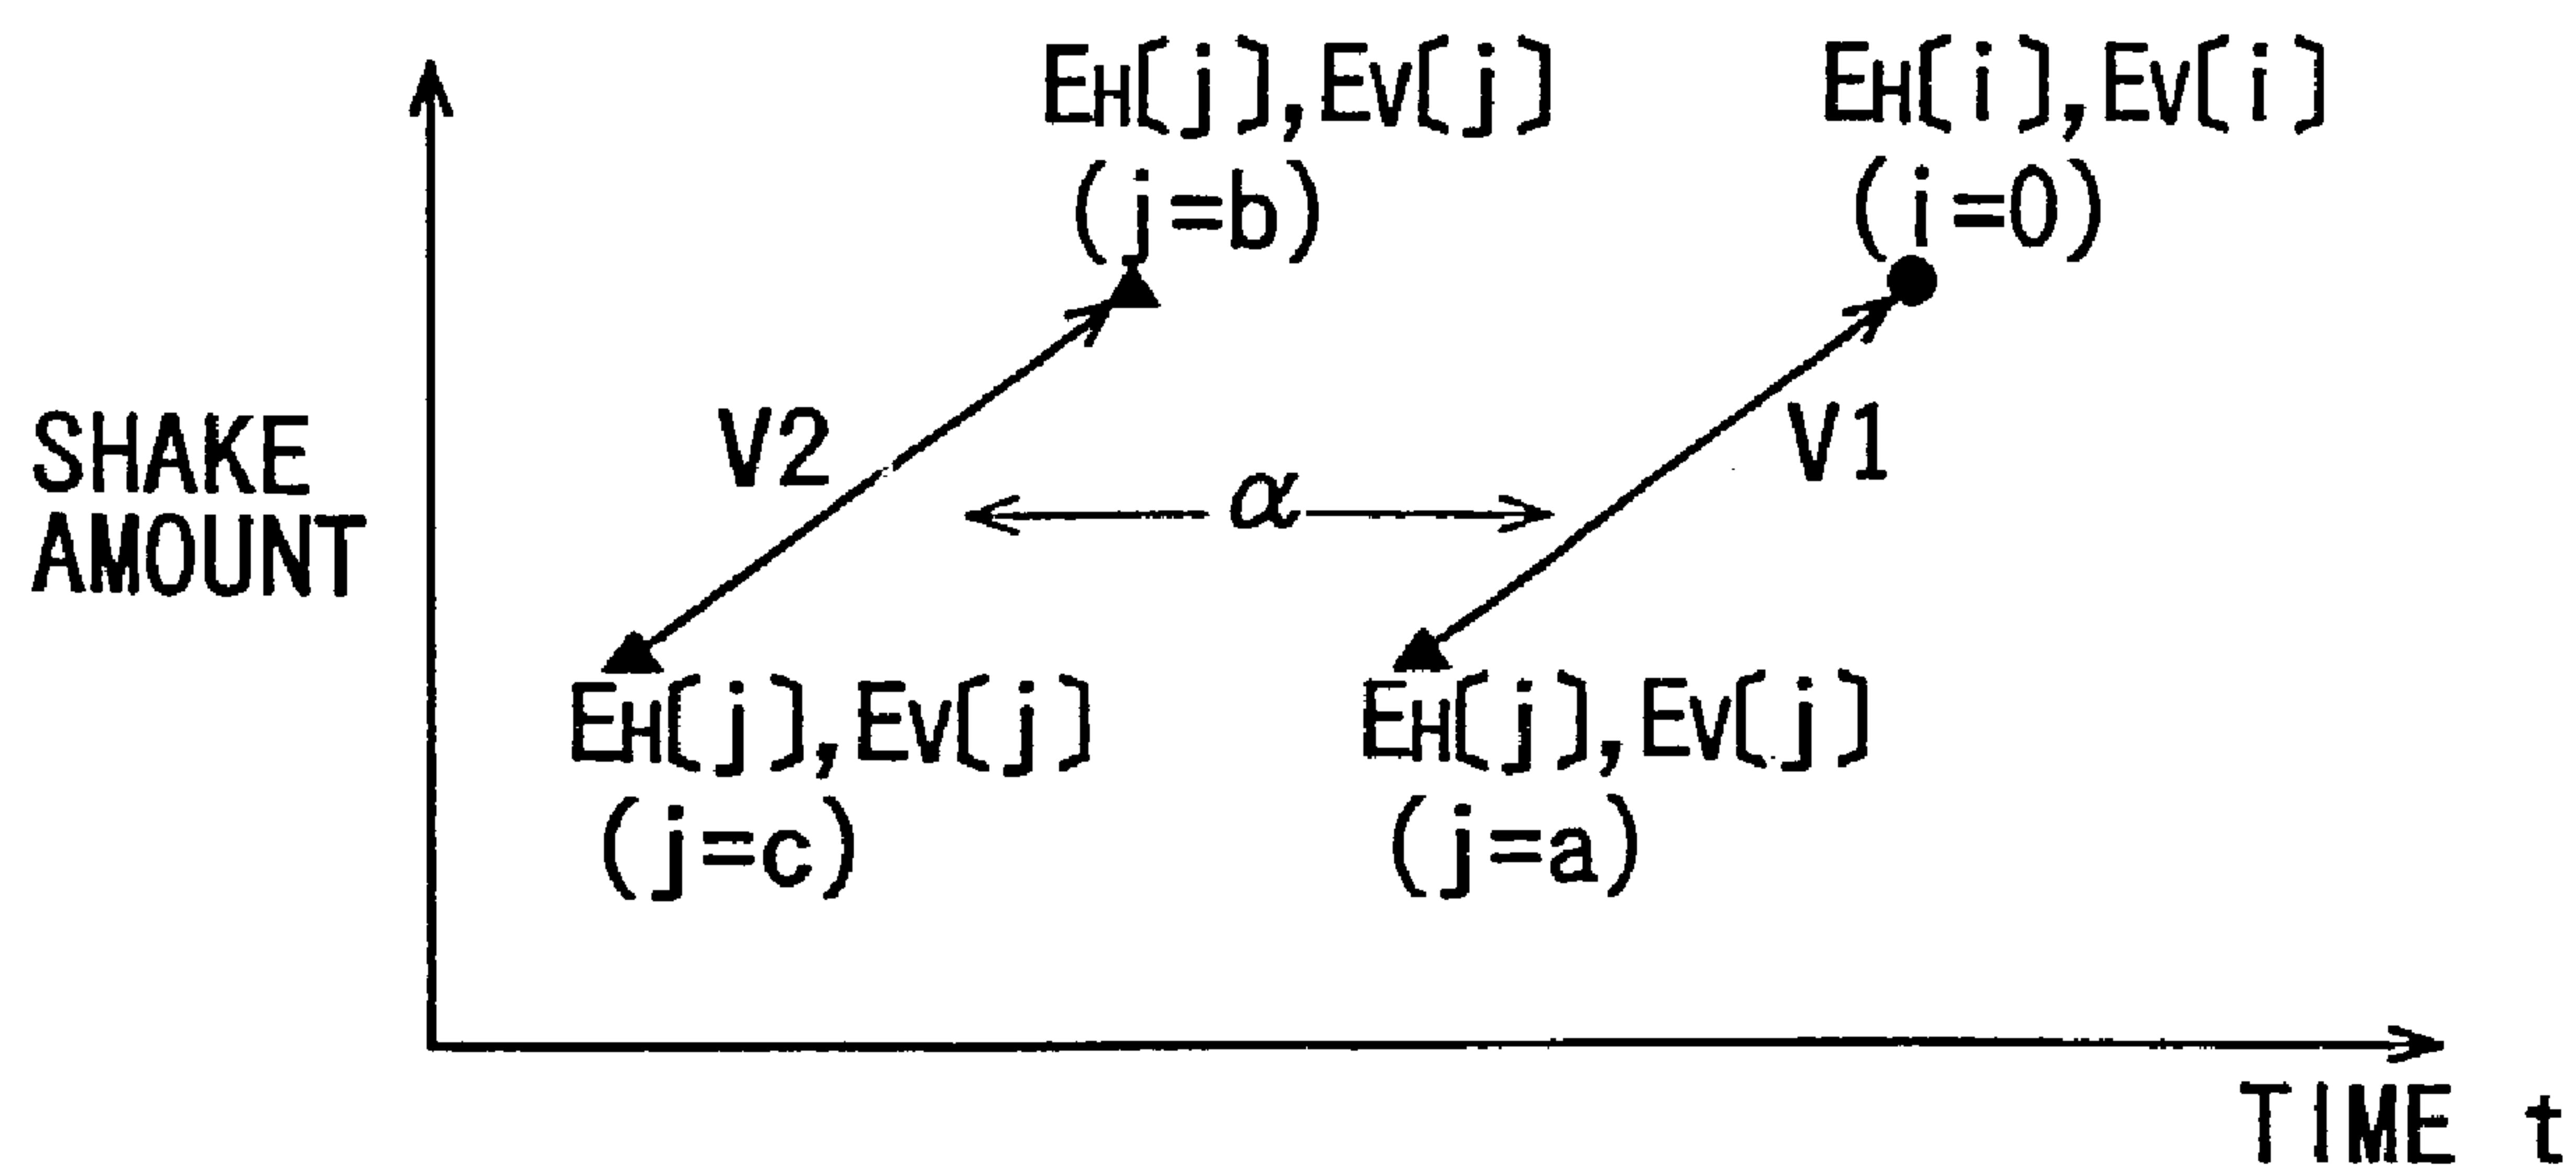 EH[j],EV[j]
(j=b)
EH[i],EV[i]
(i=0)
SHAKE
AMOUNT
V2
α
V1
EH[j],EV[j]
(j=c)
EH[j],EV[j]
(j=a)
TIME t